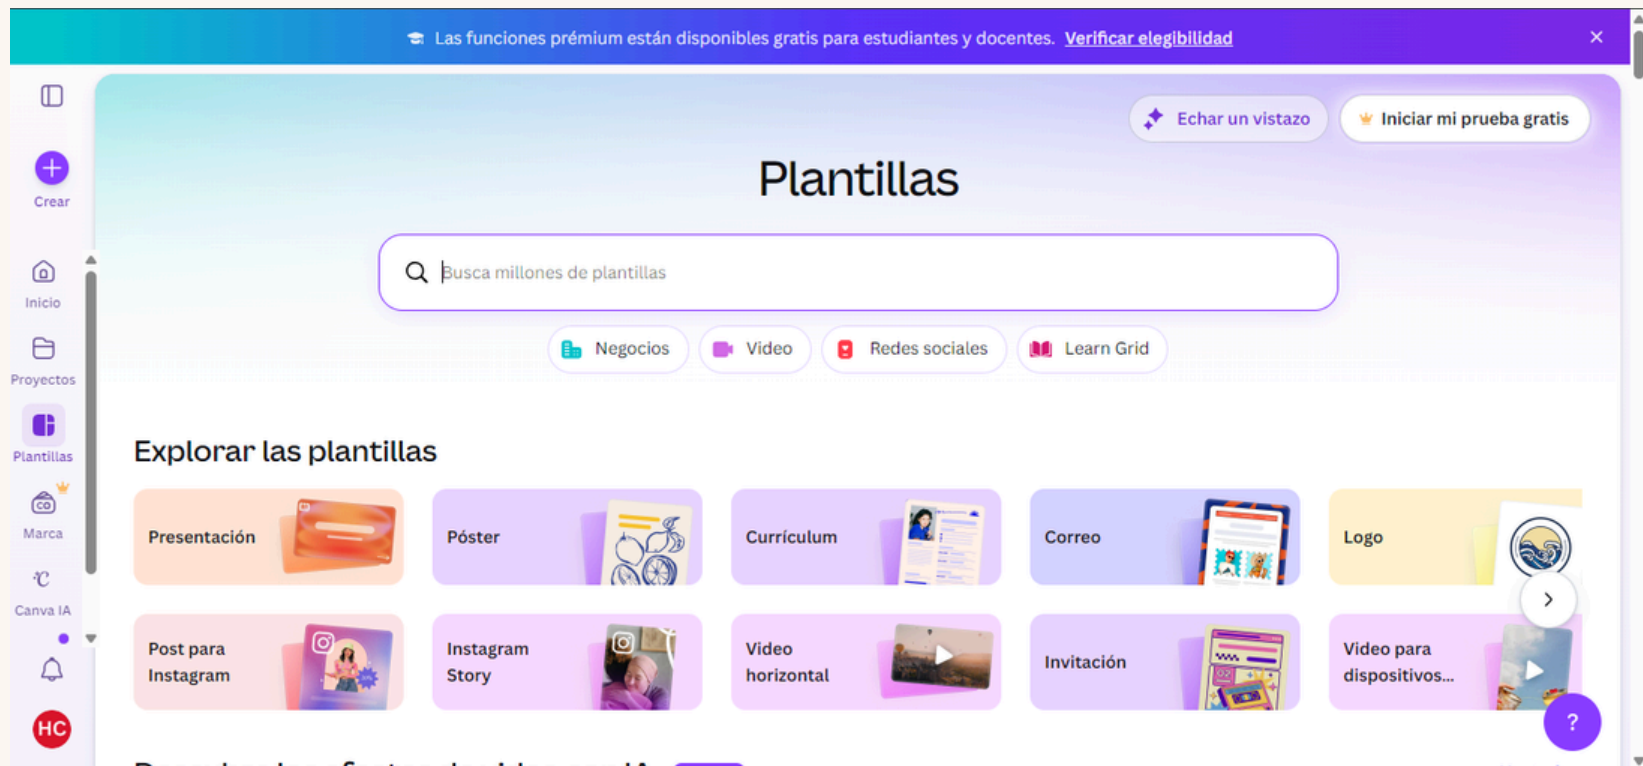 Las funciones prémium están disponibles gratis para estudiantes y docentes. Verificar elegibilidad
Echar un vistazo
Iniciar mi prueba gratis
Crear
Inicio
Proyectos
Plantillas
Marca
Canva IA
HC
Plantillas
Busca millones de plantillas
Negocios
Video
Redes sociales
Learn Grid
Explorar las plantillas
Presentación
Póster
Currículum
Correo
Logo
Post para
Instagram
Instagram
Story
Video
horizontal
Invitación
Video para
dispositivos...
?